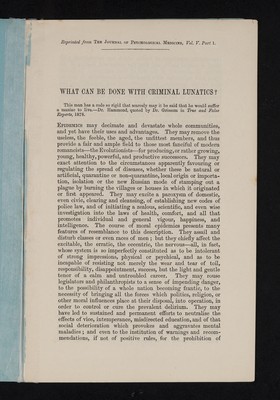 Reprinted from THE JOURNAL OF PSYCHOLOGICAL MEDICINE, Vol. V. Part 1.
WHAT CAN BE DONE WITH CRIMINAL LUNATICS?
This man has a code so rigid that scarcely may it be said that he would suffer
a maniac to live.—Dr. Hammond, quoted by Dr. Grissom in True and False
Experts, 1878.
EPIDEMICS may decimate and devastate whole communities,
and yet have their uses and advantages. They may remove the
useless, the feeble, the aged, the unfittest members, and thus
provide a fair and ample field to those most fanciful of modern
romancists—the Evolutionists—for producing, or rather growing,
young, healthy, powerful, and productive successors. They may
exact attention to the circumstances apparently favouring or
regulating the spread of diseases, whether these be natural or
artificial, quarantine or non-quarantine, local origin or importa-
tion, isolation or the new Russian mode of stamping out the
plague by burning the villages or houses in which it originated
or first appeared. They may excite a paroxysm of domestic,
even civic, clearing and cleansing, of establishing new codes of
police law, and of initiating a zealous, scientific, and even wise
investigation into the laws of health, comfort, and all that
promotes individual and general vigour, happiness, and
intelligence. The course of moral epidemics presents many
features of resemblance to this description. They assail and
disturb classes or even races of men; but they chiefly affect the
excitable, the erratic, the eccentric, the nervous—all, in fact,
whose system is so imperfectly constituted as to be intolerant
of strong impressions, physical or psychical, and as to be
incapable of resisting not merely the wear and tear of toil,
responsibility, disappointment, success, but the light and gentle
tenor of a calm and untroubled career. They may rouse
legislators and philanthropists to a sense of impending danger,
to the possibility of a whole nation becoming frantic, to the
necessity of bringing all the forces which politics, religion, or
other moral influences place at their disposal, into operation, in
order to control or cure the prevalent delirium. They may
have led to sustained and permanent efforts to neutralise the
effects of vice, intemperance, misdirected education, and of that
social deterioration which provokes and aggravates mental
maladies; and even to the institution of warnings and recom-
mendations, if not of positive rules, for the prohibition of